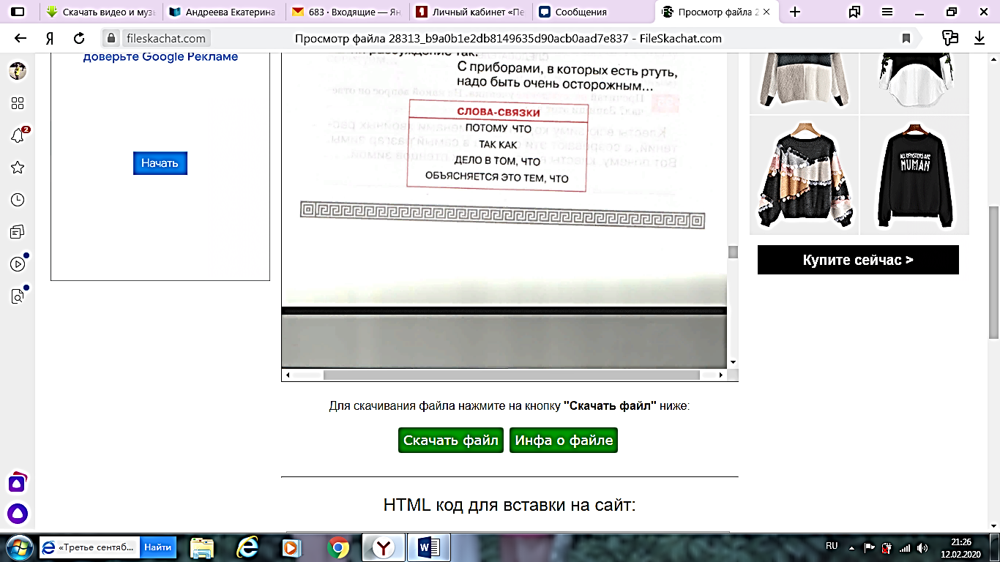 Скачать видео и музы
Андреева Екатерина
683 · Входящие — Ян
Личный кабинет «Пе
Сообщения
Просмотр файла 2
Я
fileskachat.com
Просмотр файла 28313_b9a0b1e2db8149635d90acb0aad7e837 - FileSkachat.com
доверьте Google Рекламе
Начать
так:
С приборами, в которых есть ртуть,
надо быть очень осторожным...
СЛОВА-СВЯЗКИ
ПОТОМУ ЧТО
ТАК КАК
ДЕЛО В ТОМ, ЧТО
ОБЪЯСНЯЕТСЯ ЭТО ТЕМ, ЧТО
ALL MONSTERS ARE
HUMAN
Купите сейчас >
2
Для скачивания файла нажмите на кнопку "Скачать файл" ниже:
Скачать файл
Инфа о файле
HTML код для вставки на сайт:
«Третье сентяб...
Найти
RU
21:26
12.02.2020